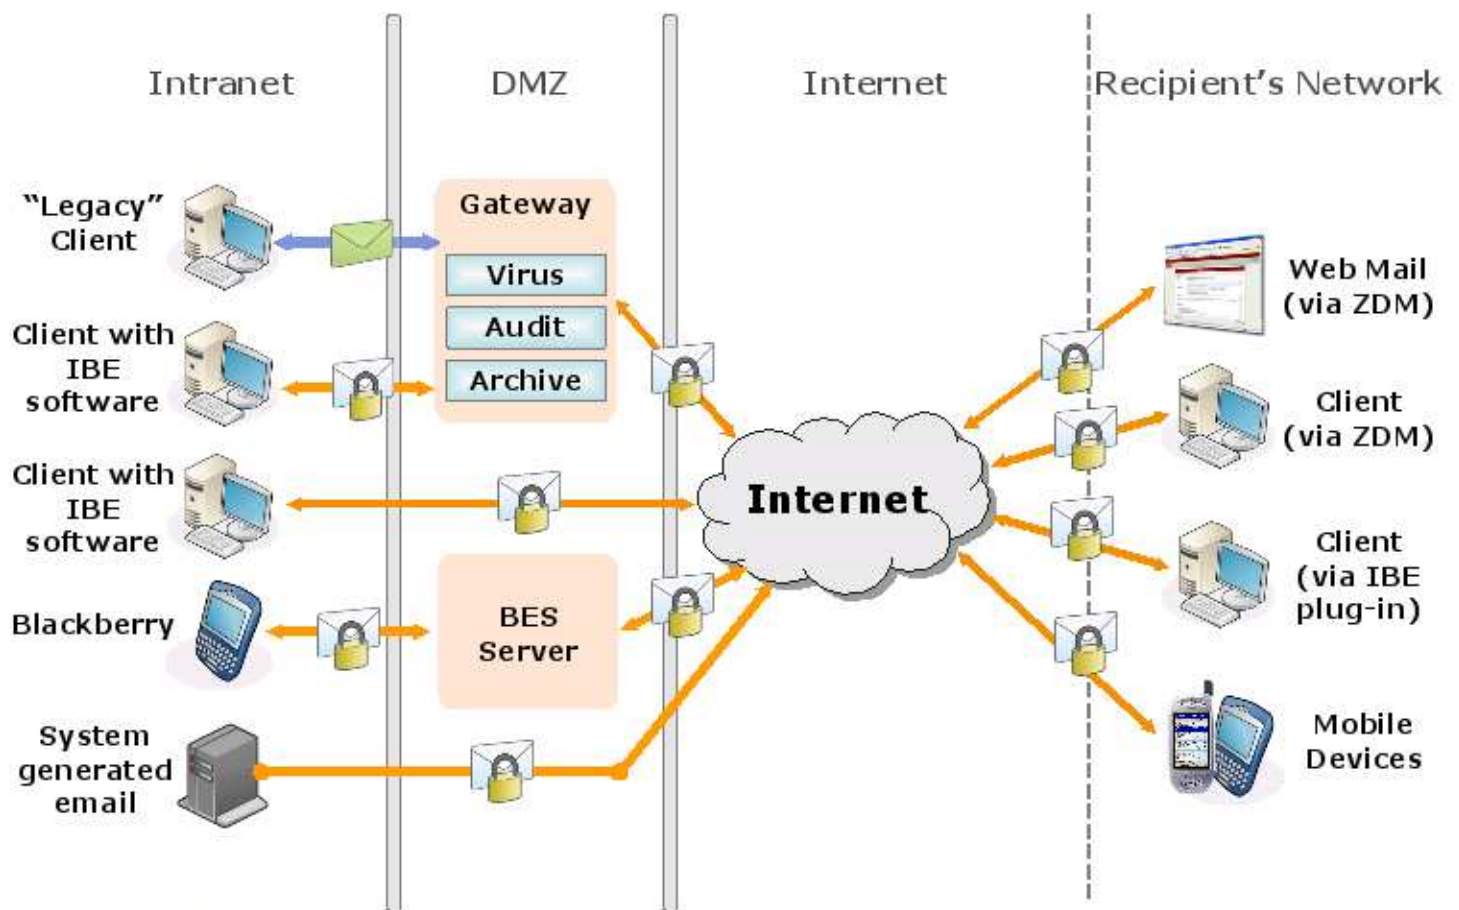 Intranet
DMZ
Internet
Recipient's Network
“Legacy”
Client
Gateway
Virus
Audit
Archive
Client with
IBE
software
Client with
IBE
software
Blackberry
BES
Server
System
generated
email
Internet
Web Mail
(via ZDM)
Client
(via ZDM)
Client
(via IBE
plug-in)
Mobile
Devices